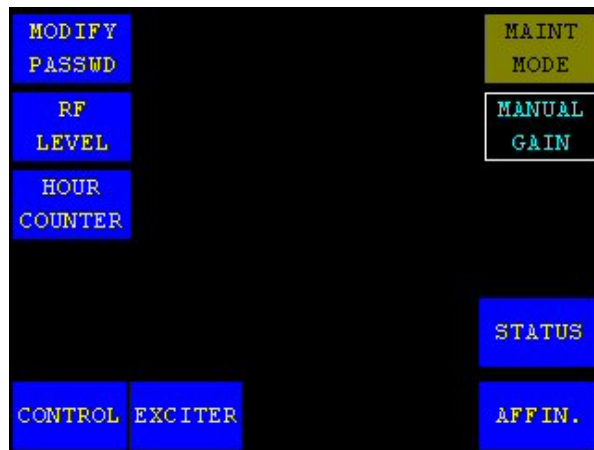 MODIFY
PASSWD
MAINT
MODE
RF
LEVEL
MANUAL
GAIN
HOUR
COUNTER
STATUS
CONTROL
EXCITER
AFFIN.